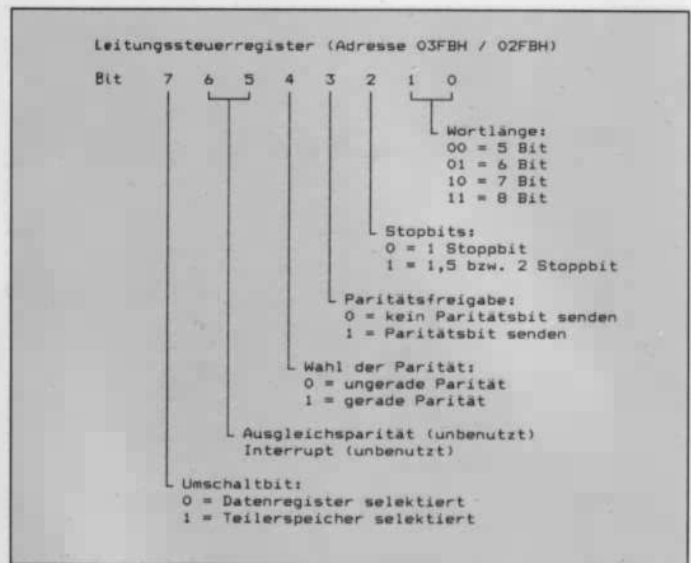 Leitungssteuerregister (Adresse 03FBH / 02FBH)
Bit 7 6 5 4 3 2 1 0
Wortlänge:
00 = 5 Bit
01 = 6 Bit
10 = 7 Bit
11 = 8 Bit
Stopbits:
0 = 1 Stoppbit
1 = 1,5 bzw. 2 Stoppbit
Paritätsfreigabe:
0 = kein Paritätsbit senden
1 = Paritätsbit senden
Wahl der Parität:
0 = ungerade Parität
1 = gerade Parität
Ausgleichsparität (unbenutzt)
Interrupt (unbenutzt)
Umschaltbit:
0 = Datenregister selektiert
1 = Teilerspeicher selektiert